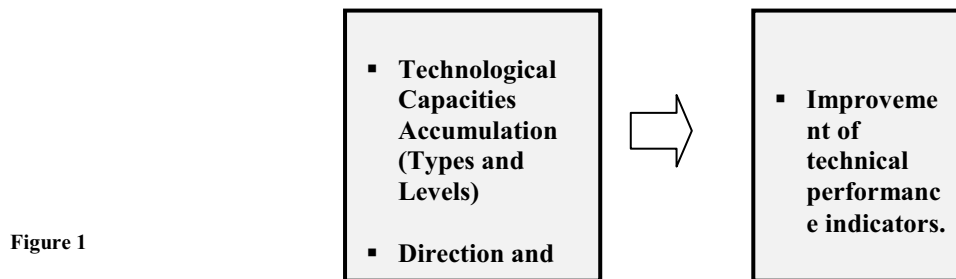 ▪ Technological
Capacities
Accumulation
(Types and
Levels)
▪ Direction and
▪ Improveme
nt of
technical
performanc
e indicators.
Figure 1